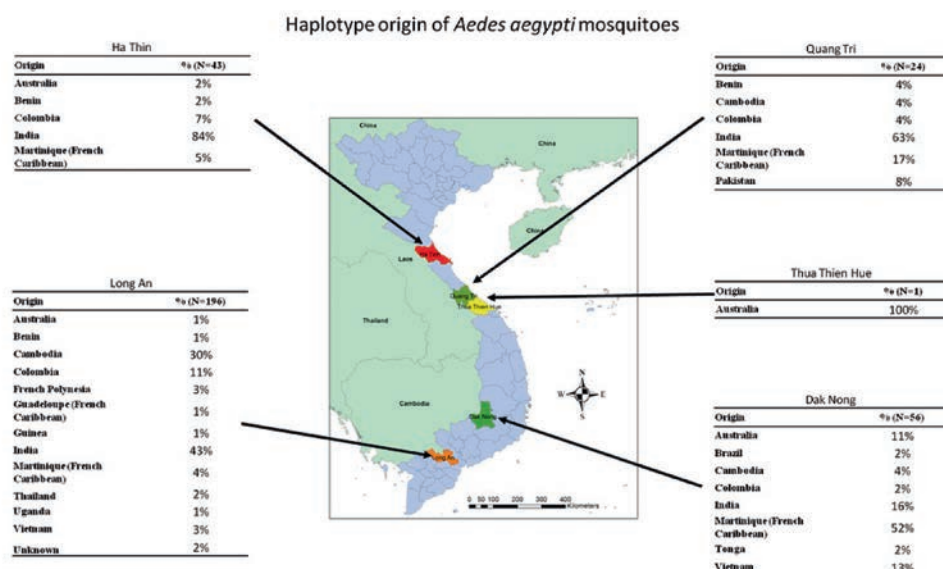 Haplotype origin of Aedes aegypti mosquitoes
Ha Thin
Origin % (N=43)
Australia 2%
Benin 2%
Colombia 7%
India 84%
Martinique (French
Caribbean) 5%
Quang Tri
Origin % (N=24)
Benin 4%
Cambodia 4%
Colombia 4%
India 63%
Martinique (French
Caribbean) 17%
Pakistan 8%
China
China
China
Laos
Ha Tinh
Quang Tri
Thua Thien Hue
Thailand
Cambodia
Dak Nong
Long An
N
W E
S
0 50 100 200 300 400
Kilometers
Long An
Origin % (N=196)
Australia 1%
Benin 1%
Cambodia 30%
Colombia 11%
French Polynesia 3%
Guadeloupe (French
Caribbean) 1%
Guinea 1%
India 43%
Martinique (French
Caribbean) 4%
Thailand 2%
Uganda 1%
Vietnam 3%
Unknown 2%
Thua Thien Hue
Origin % (N=1)
Australia 100%
Dak Nong
Origin % (N=56)
Australia 11%
Brazil 2%
Cambodia 4%
Colombia 2%
India 16%
Martinique (French
Caribbean) 52%
Tonga 2%
Vietnam 13%